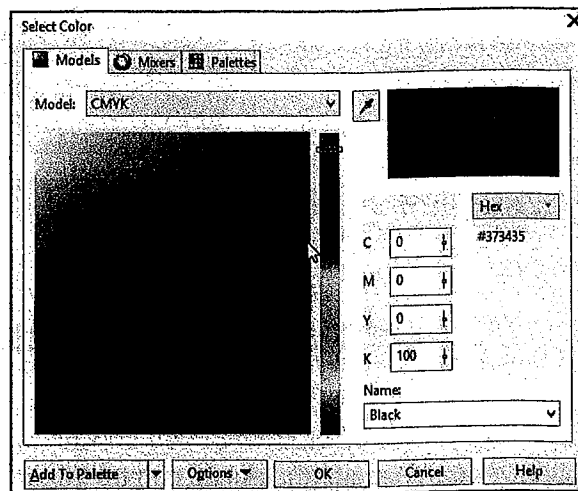 Select Color
Models Mixers Palettes
Model: CMYK
Hex
#373435
C 0
M 0
Y 0
K 100
Name:
Black
Add To Palette Options OK Cancel Help